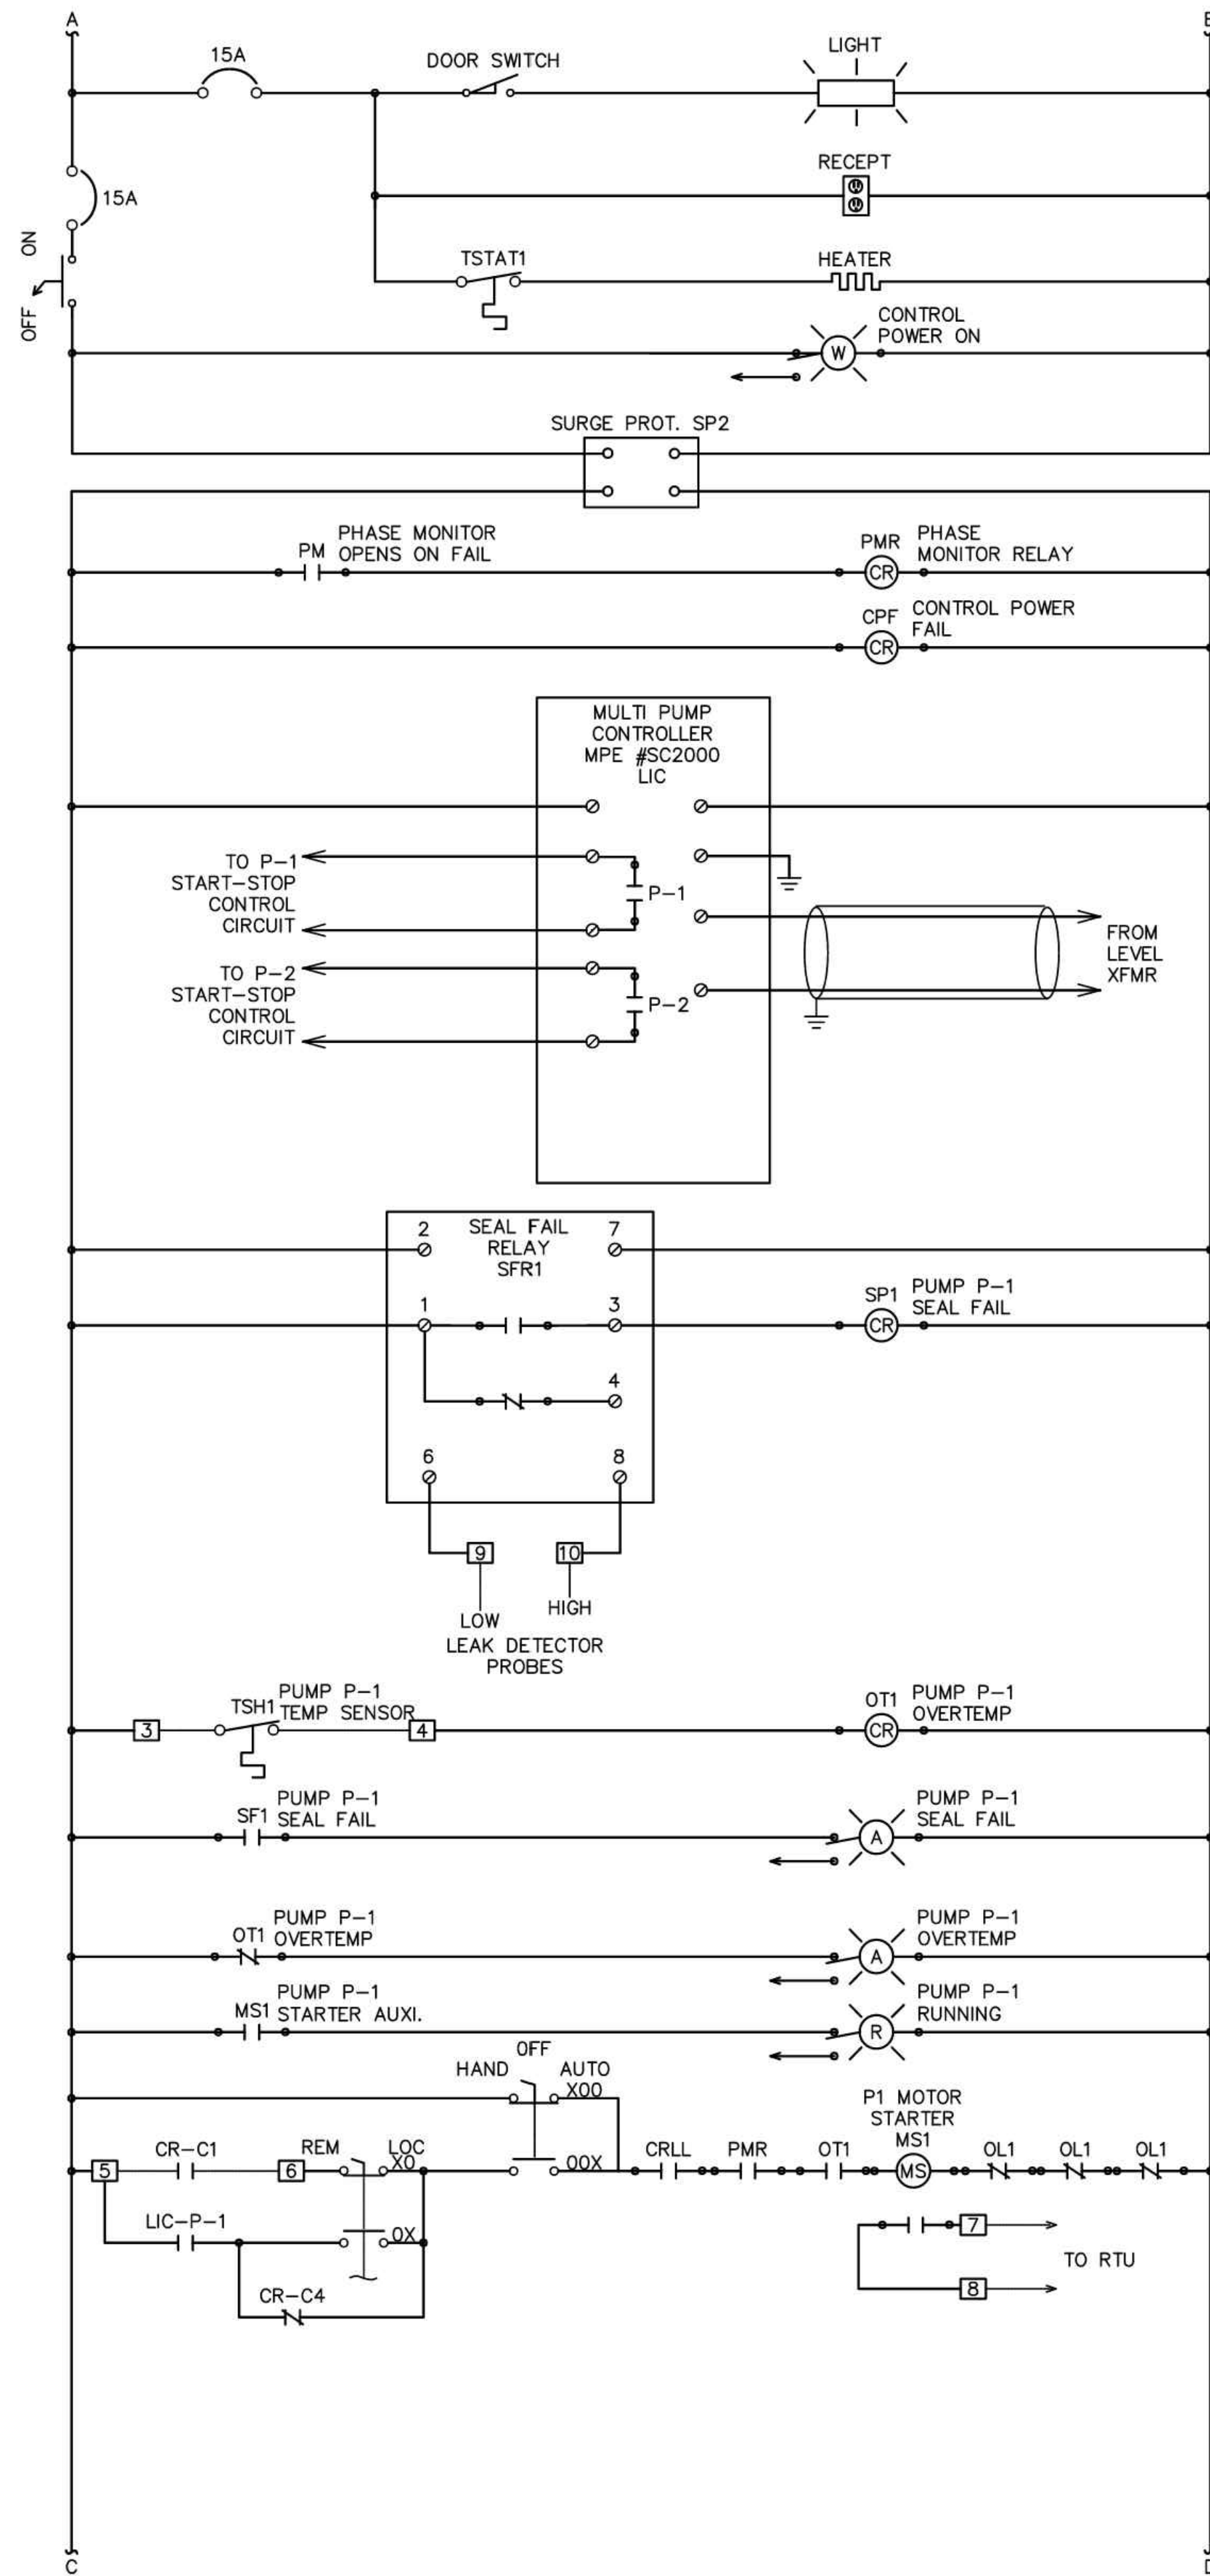 A
15A
DOOR SWITCH
LIGHT
RECEPT
15A
ON
OFF
TSTAT1
HEATER
CONTROL
POWER ON
W
SURGE PROT. SP2
PM
PHASE MONITOR
OPENS ON FAIL
PMR
PHASE
MONITOR RELAY
CR
CPF
CONTROL POWER
FAIL
CR
MULTI PUMP
CONTROLLER
MPE #SC2000
LIC
TO P-1
START-STOP
CONTROL
CIRCUIT
P-1
FROM
LEVEL
XFMR
TO P-2
START-STOP
CONTROL
CIRCUIT
P-2
2
SEAL FAIL
RELAY
SFR1
7
1
3
SP1
PUMP P-1
SEAL FAIL
CR
4
6
8
9
10
LOW
HIGH
LEAK DETECTOR
PROBES
3
TSH1
PUMP P-1
TEMP SENSOR
4
OT1
PUMP P-1
OVERTEMP
CR
SF1
PUMP P-1
SEAL FAIL
A
PUMP P-1
SEAL FAIL
OT1
PUMP P-1
OVERTEMP
A
PUMP P-1
OVERTEMP
MS1
PUMP P-1
STARTER AUXI.
R
PUMP P-1
RUNNING
HAND
OFF
AUTO
X00
P1 MOTOR
STARTER
MS1
5
CR-C1
6
REM
LOC
X0
00X
CRLL
PMR
OT1
MS
OL1
OL1
OL1
LIC-P-1
0X
CR-C4
7
8
TO RTU
C